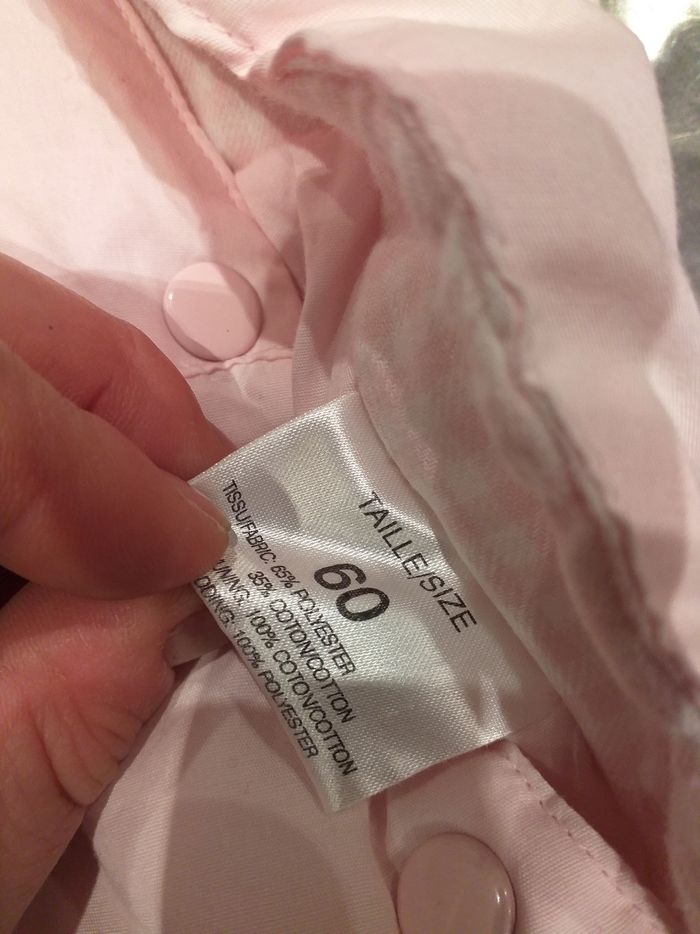 TAILLE/SIZE
60
TISSU/FABRIC: 65% POLYESTER
35% COTON/COTTON
100% COTON/COTTON
100% POLYESTER